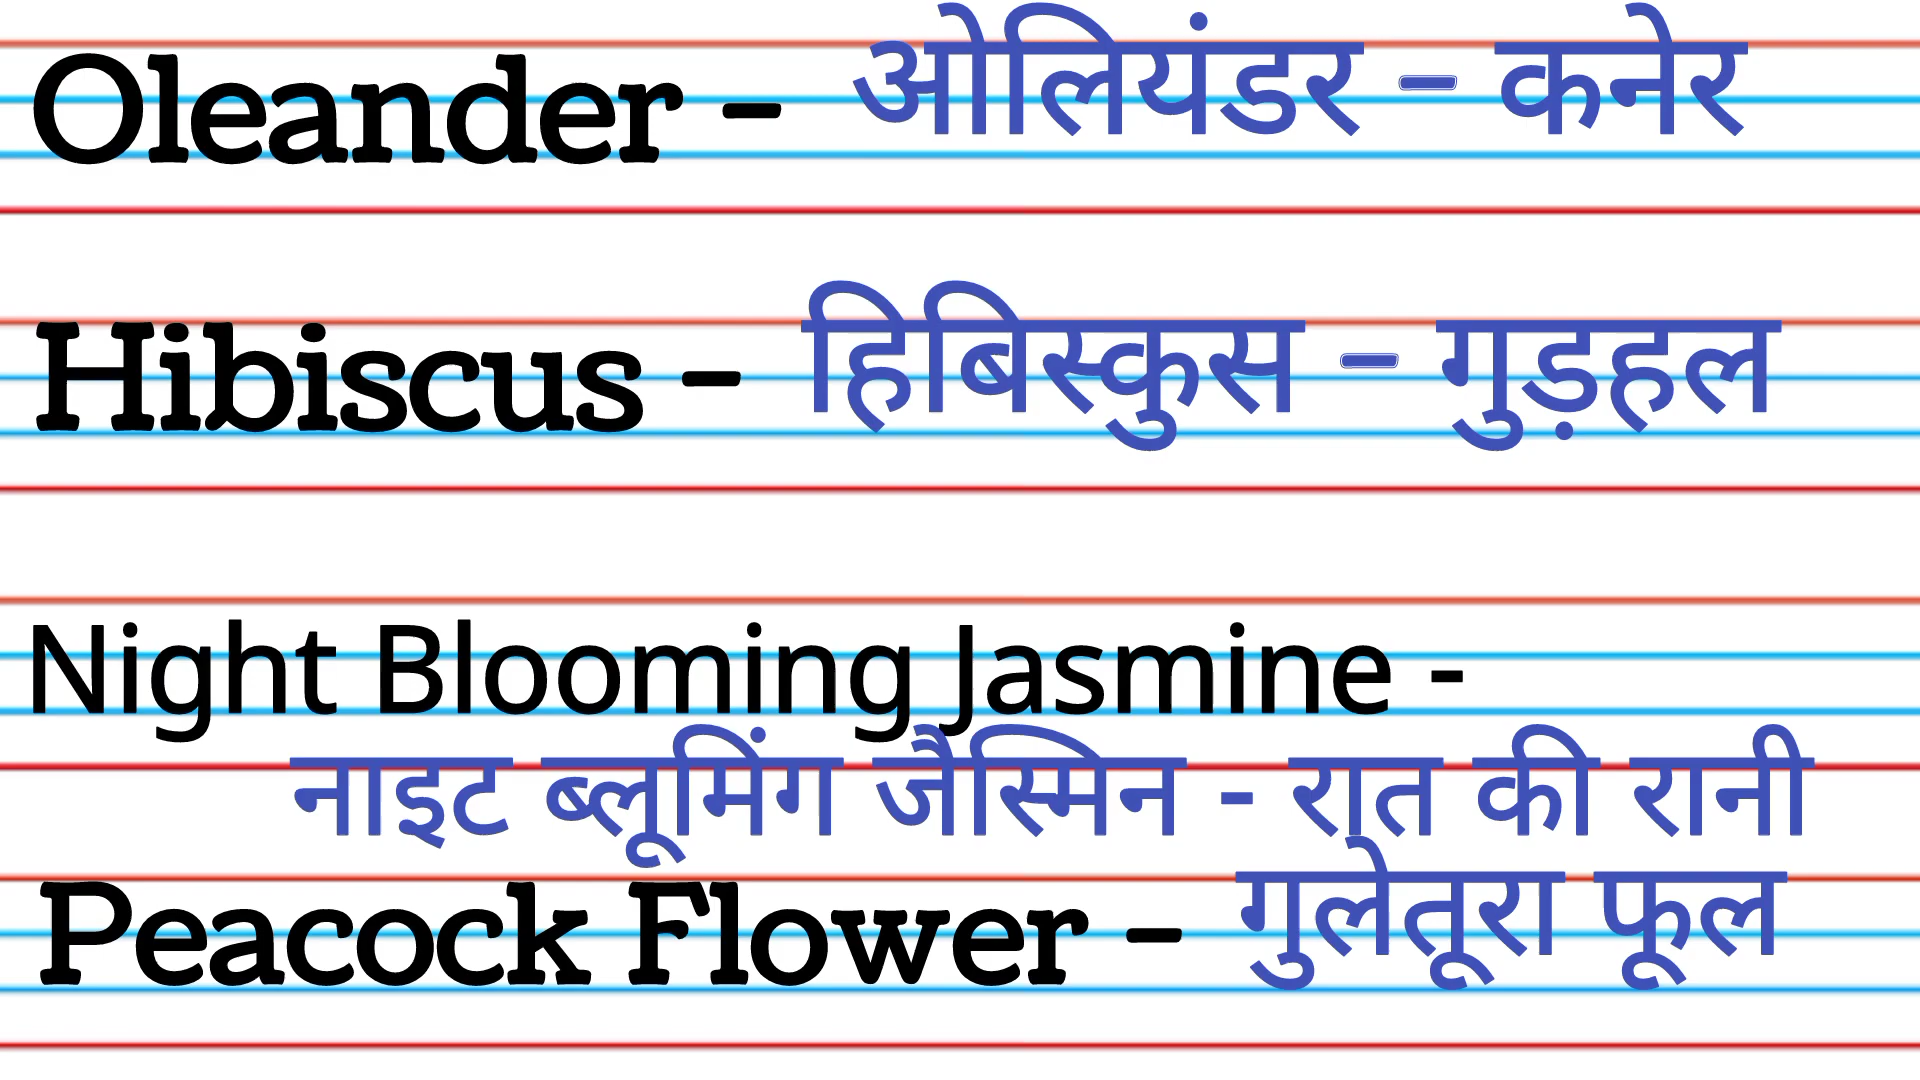 Oleander - ओलियंडर - कनेर
Hibiscus - हिबिस्कुस - गुड़हल
Night Blooming Jasmine -
नाइट ब्लूमिंग जैस्मिन - रात की रानी
Peacock Flower - गुलेतूरा फूल